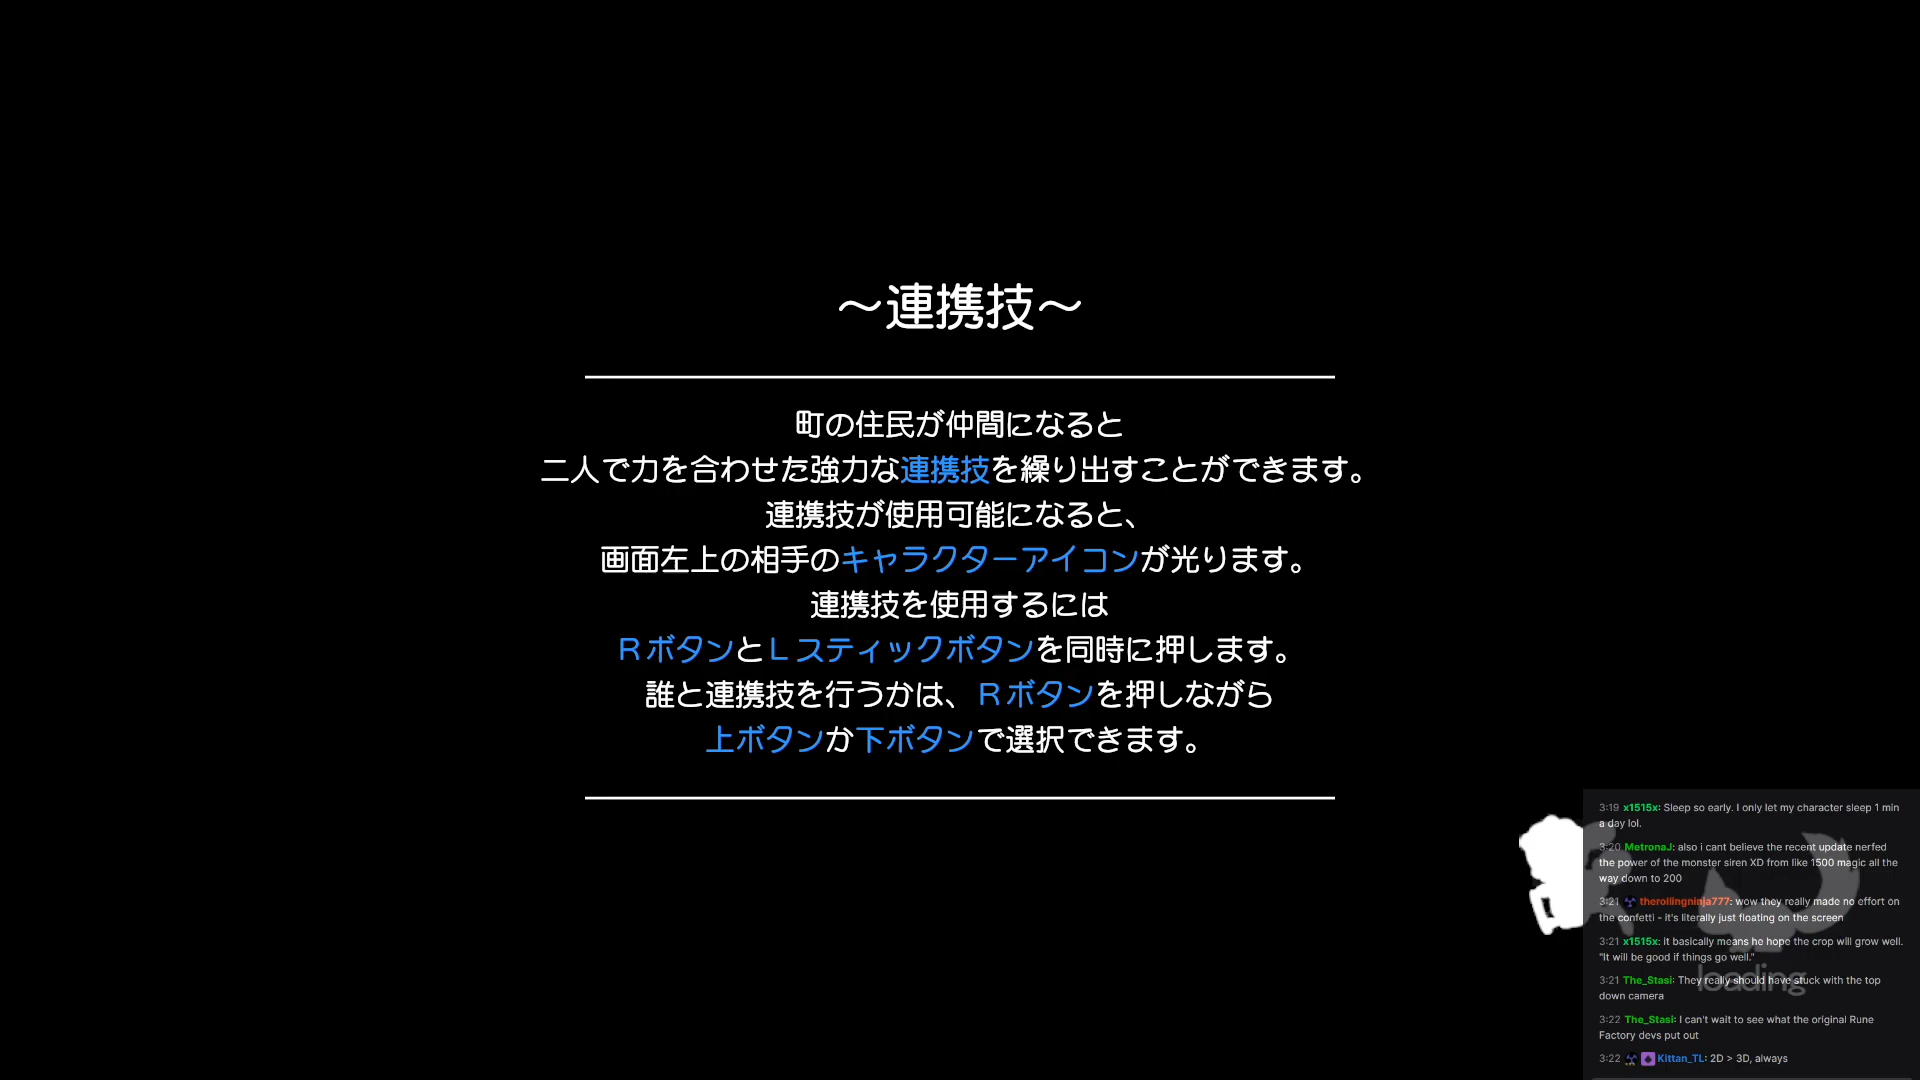 ～連携技～
町の住民が仲間になると
二人で力を合わせた強力な連携技を繰り出すことができます。
連携技が使用可能になると、
画面左上の相手のキャラクターアイコンが光ります。
連携技を使用するには
ＲボタンとＬスティックボタンを同時に押します。
誰と連携技を行うかは、Ｒボタンを押しながら
上ボタンか下ボタンで選択できます。
3:19 x1515x: Sleep so early. I only let my character sleep 1 min
a day lol.
3:20 MetronaJ: also i cant believe the recent update nerfed
the power of the monster siren XD from like 1500 magic all the
way down to 200
3:21 therollingninja777: wow they really made no effort on
the confetti - it's literally just floating on the screen
3:21 x1515x: it basically means he hope the crop will grow well.
"It will be good if things go well."
loading
3:21 The_Stasi: They really should have stuck with the top
down camera
3:22 The_Stasi: I can't wait to see what the original Rune
Factory devs put out
3:22 Kittan_TL: 2D > 3D, always